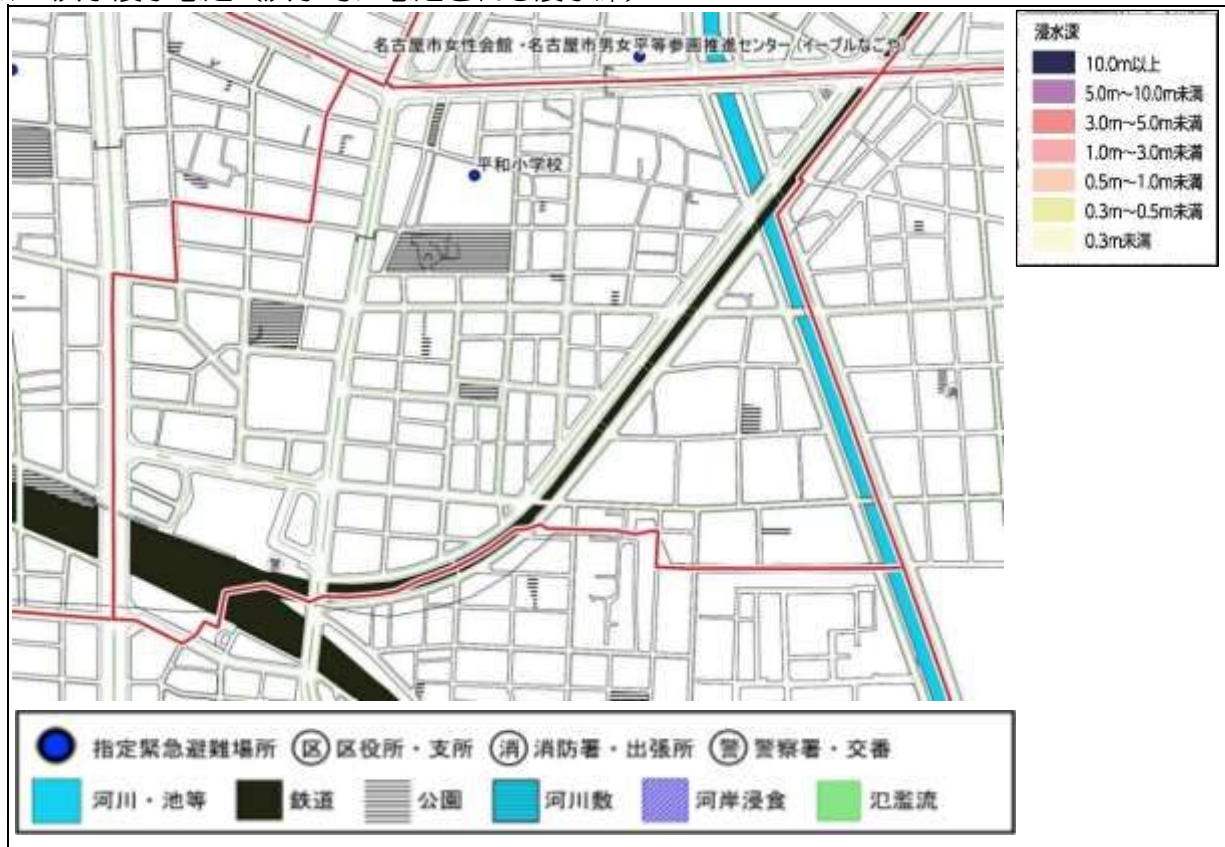 名古屋市女性会館・名古屋市男女平等参画推進センター(イーブルなごや)
平和小学校
浸水深
10.0m以上
5.0m~10.0m未満
3.0m~5.0m未満
1.0m~3.0m未満
0.5m~1.0m未満
0.3m~0.5m未満
0.3m未満
指定緊急避難場所 区 区役所・支所 消 消防署・出張所 警 警察署・交番
河川・池等 鉄道 公園 河川敷 河岸浸食 氾濫流